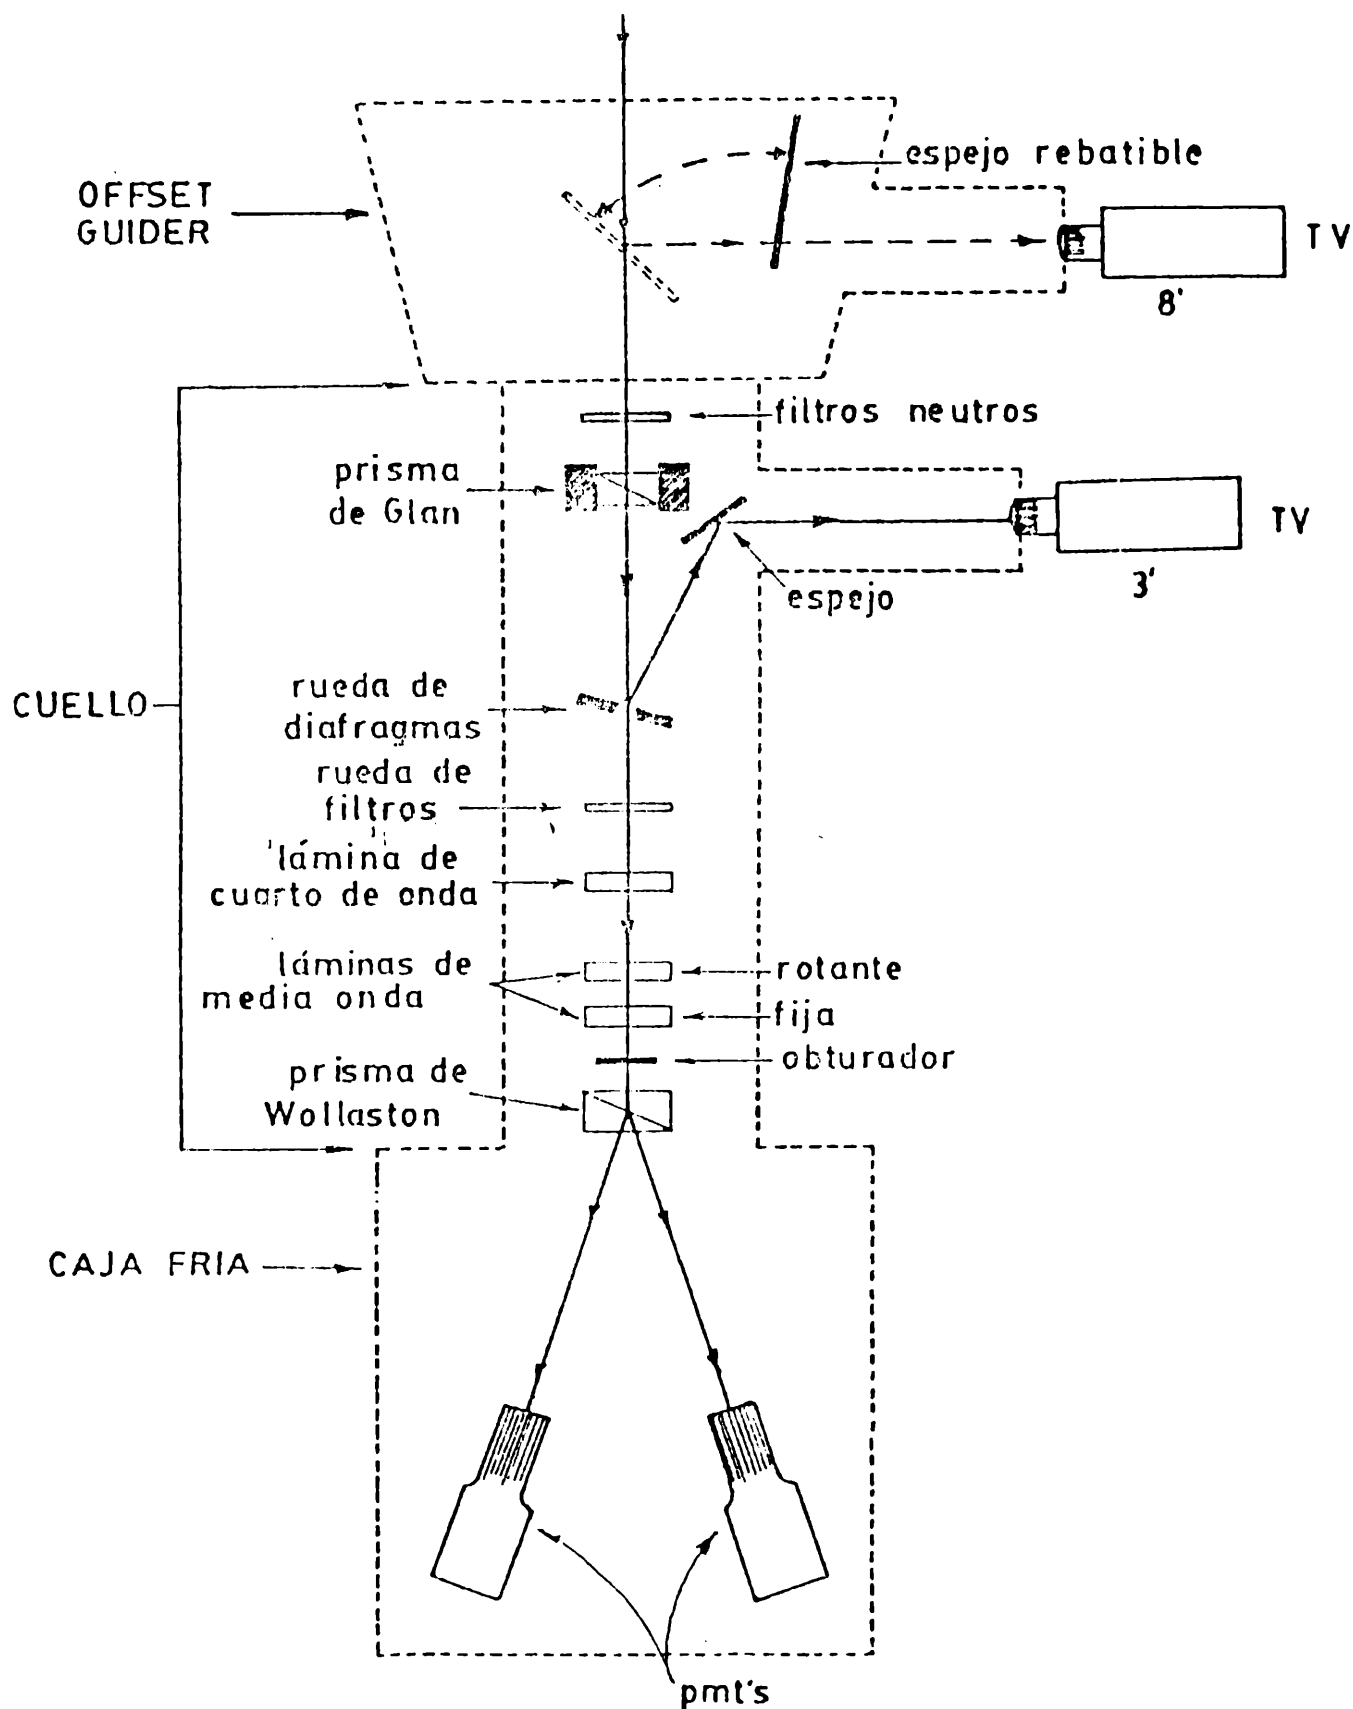 espejo rebatible
OFFSET
GUIDER
TV
8'
filtros neutros
prisma
de Glan
TV
3'
espejo
rueda de
diafragmas
CUELLO
rueda de
filtros
lámina de
cuarto de onda
láminas de
media onda
rotante
fija
obturador
prisma de
Wollaston
CAJA FRIA
pmt's